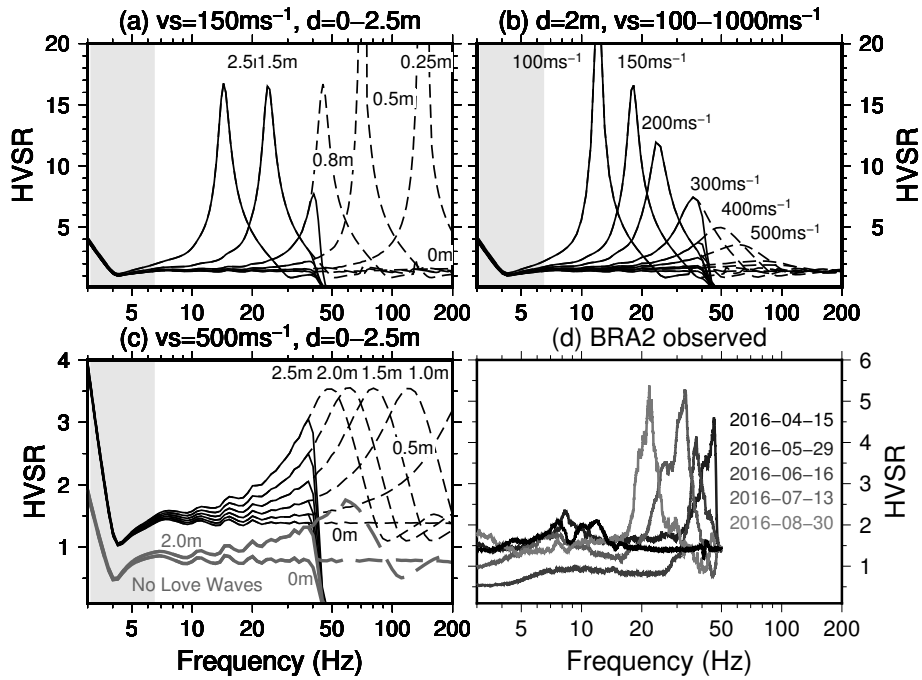 (a) vs=150ms⁻¹, d=0–2.5m
(b) d=2m, vs=100–1000ms⁻¹
20
15
10
5
HVSR
2.5
1.5m
0.25m
0.5m
0.8m
0m
5 10 20 50 100 200
100ms⁻¹
150ms⁻¹
200ms⁻¹
300ms⁻¹
400ms⁻¹
500ms⁻¹
20
15
10
5
HVSR
5 10 20 50 100 200
(c) vs=500ms⁻¹, d=0–2.5m
(d) BRA2 observed
4
3
2
1
HVSR
2.5m 2.0m 1.5m 1.0m
0.5m
0m
2.0m
No Love Waves
0m
5 10 20 50 100 200
Frequency (Hz)
2016–04–15
2016–05–29
2016–06–16
2016–07–13
2016–08–30
6
5
4
3
2
1
HVSR
5 10 20 50 100 200
Frequency (Hz)